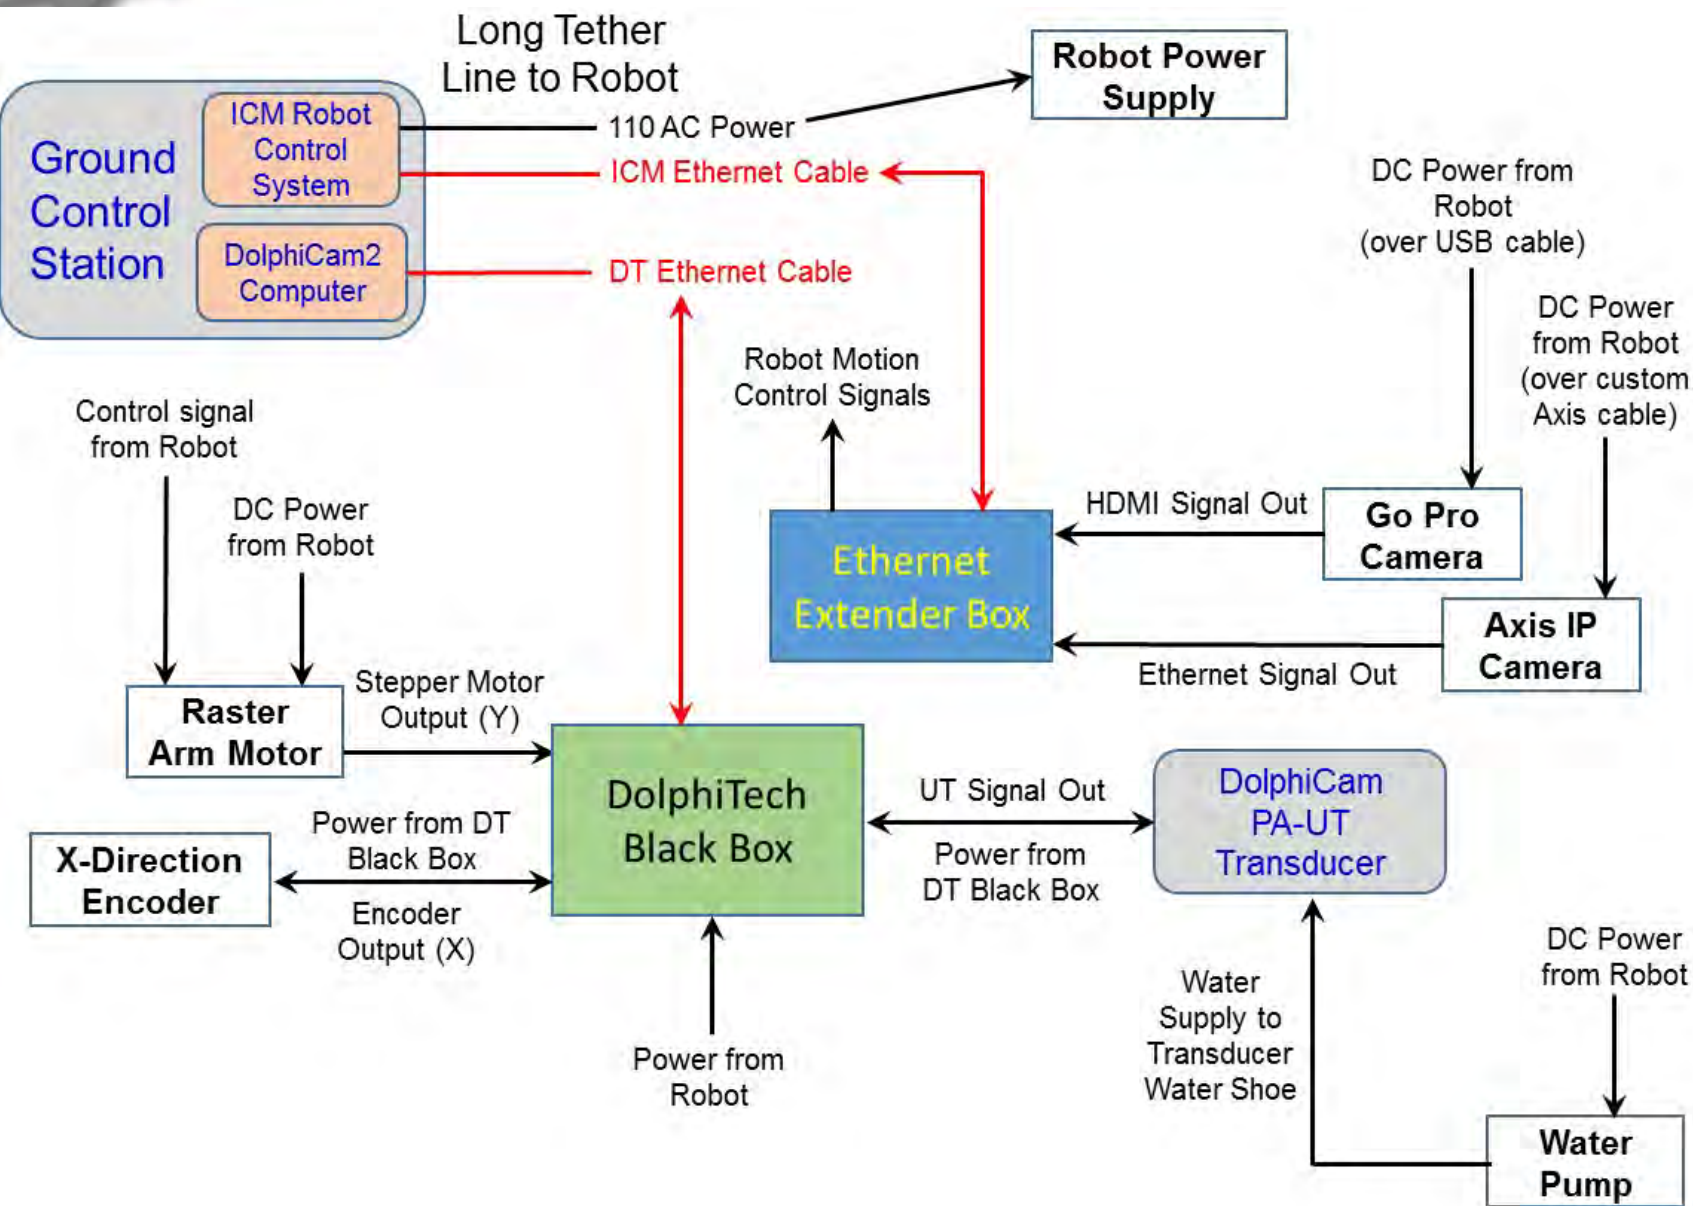 Long Tether
Line to Robot
Robot Power
Supply
ICM Robot
Control
System
Ground
Control
Station
110 AC Power
ICM Ethernet Cable
DolphiCam2
Computer
DT Ethernet Cable
DC Power from
Robot
(over USB cable)
DC Power
from Robot
(over custom
Axis cable)
Robot Motion
Control Signals
Control signal
from Robot
DC Power
from Robot
HDMI Signal Out
Go Pro
Camera
Ethernet
Extender Box
Axis IP
Camera
Ethernet Signal Out
Raster
Arm Motor
Stepper Motor
Output (Y)
DolphiTech
Black Box
UT Signal Out
Power from
DT Black Box
DolphiCam
PA-UT
Transducer
X-Direction
Encoder
Power from DT
Black Box
Encoder
Output (X)
Power from
Robot
Water
Supply to
Transducer
Water Shoe
DC Power
from Robot
Water
Pump